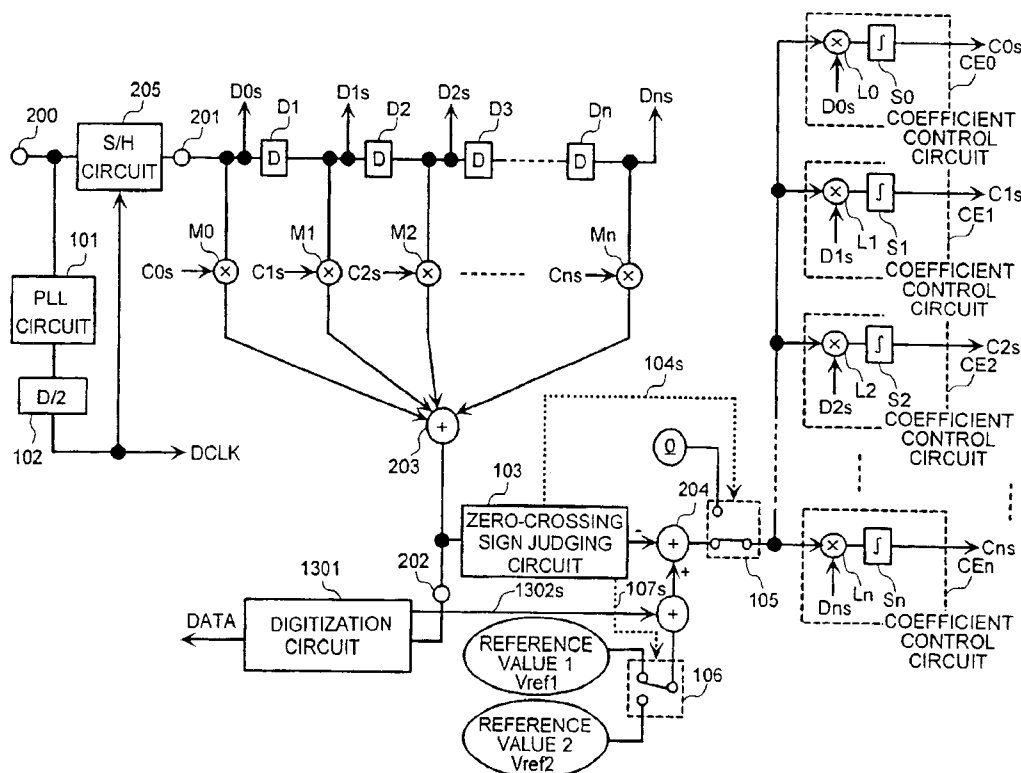 200
205
S/H
CIRCUIT
201
D0s
D1
D
D1s
D2
D
D2s
D3
D
Dn
D
Dns
101
PLL
CIRCUIT
D/2
102
DCLK
M0
C0s
M1
C1s
M2
C2s
Mn
Cns
203
+
104s
103
ZERO-CROSSING
SIGN JUDGING
CIRCUIT
0
204
-
+
+
105
202
1301
DATA
DIGITIZATION
CIRCUIT
1302s
107s
+
REFERENCE
VALUE 1
Vref1
REFERENCE
VALUE 2
Vref2
106
D0s
L0
∫
S0
C0s
CE0
COEFFICIENT
CONTROL
CIRCUIT
D1s
L1
∫
S1
C1s
CE1
COEFFICIENT
CONTROL
CIRCUIT
D2s
L2
∫
S2
C2s
CE2
COEFFICIENT
CONTROL
CIRCUIT
Dns
Ln
∫
Sn
Cns
CEn
COEFFICIENT
CONTROL
CIRCUIT